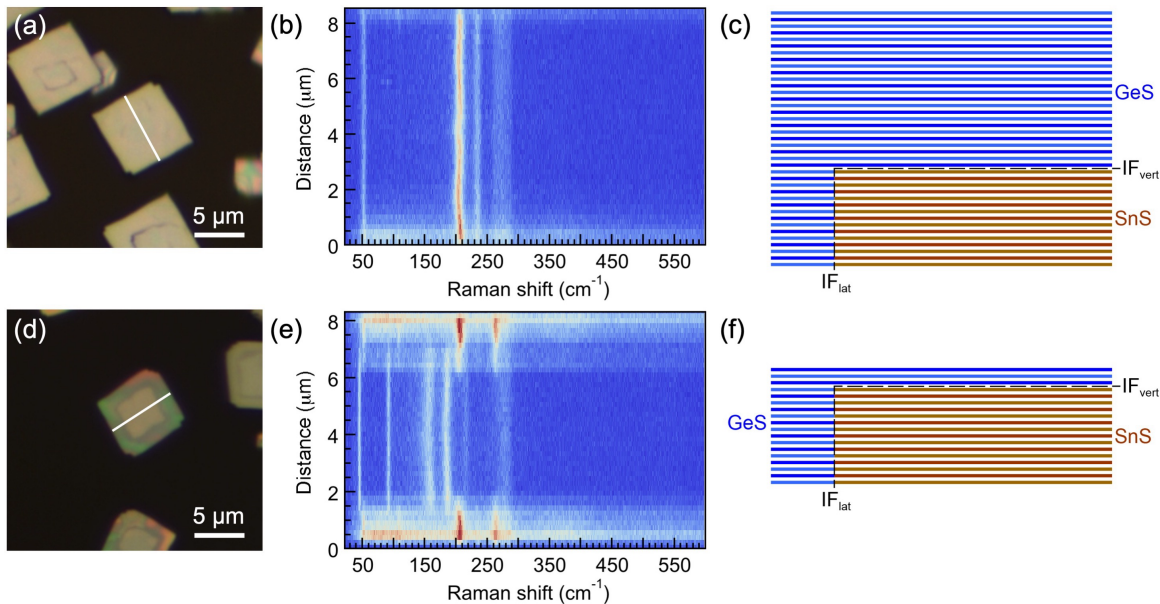 (a)
5 μm
(b)
8
6
4
2
0
Distance (μm)
50 150 250 350 450 550
Raman shift (cm⁻¹)
(c)
GeS
IFvert
SnS
IFlat
(d)
5 μm
(e)
8
6
4
2
0
Distance (μm)
50 150 250 350 450 550
Raman shift (cm⁻¹)
(f)
IFvert
GeS
SnS
IFlat